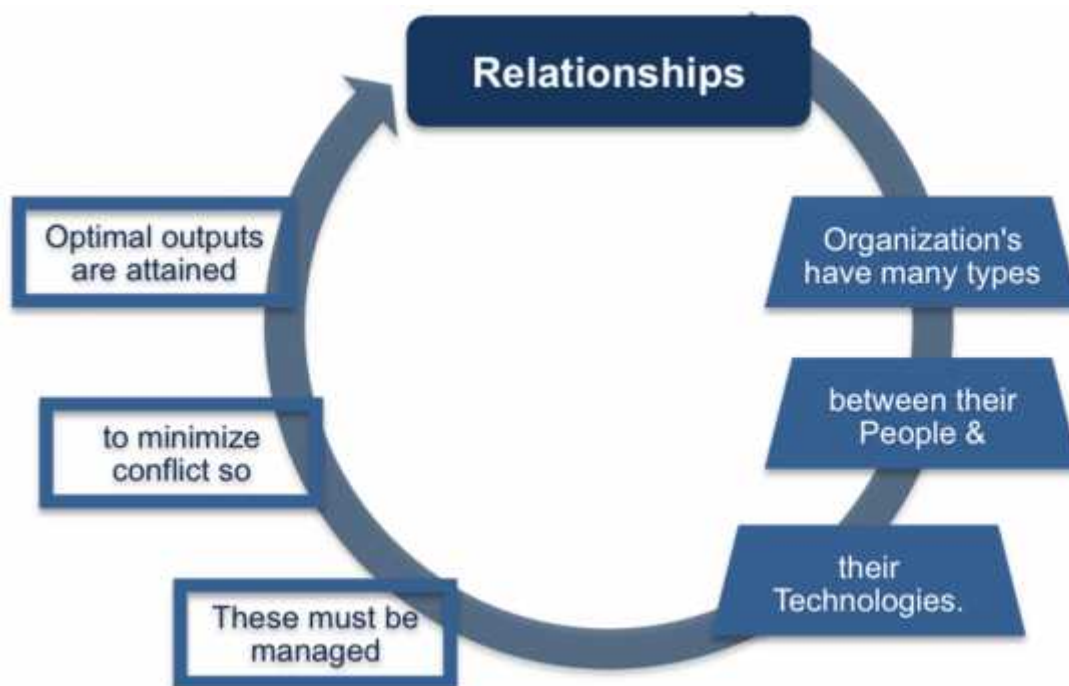 Relationships
Organization's
have many types
between their
People &
their
Technologies.
These must be
managed
to minimize
conflict so
Optimal outputs
are attained